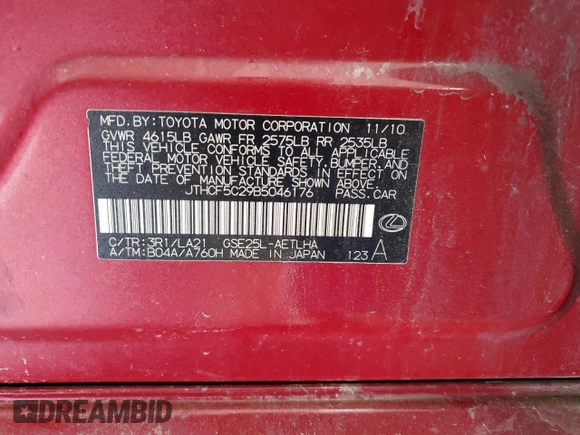 MFD. BY: TOYOTA MOTOR CORPORATION 11/10
GVWR 4615LB GAWR FR 2575LB RR 2535LB
THIS VEHICLE CONFORMS TO ALL APPLICABLE
FEDERAL MOTOR VEHICLE SAFETY, BUMPER, AND
THEFT PREVENTION STANDARDS IN EFFECT ON
THE DATE OF MANUFACTURE SHOWN ABOVE.
JTHCF5C29B5046176 PASS. CAR
C/TR: 3R1/LA21 GSE25L-AETLHA
A/TM: B04A/A760H MADE IN JAPAN 123 A
DREAMBID